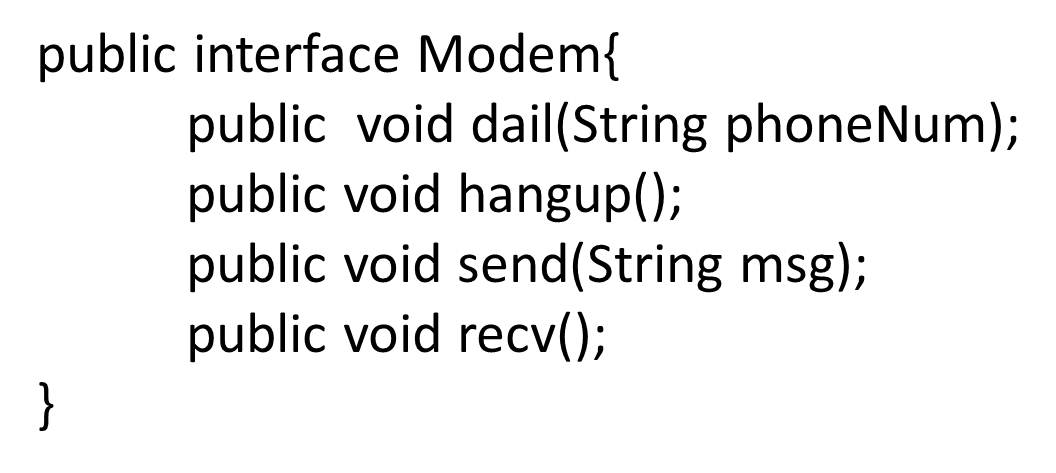 public interface Modem{
public  void dail(String phoneNum);
public void hangup();
public void send(String msg);
public void recv();
}